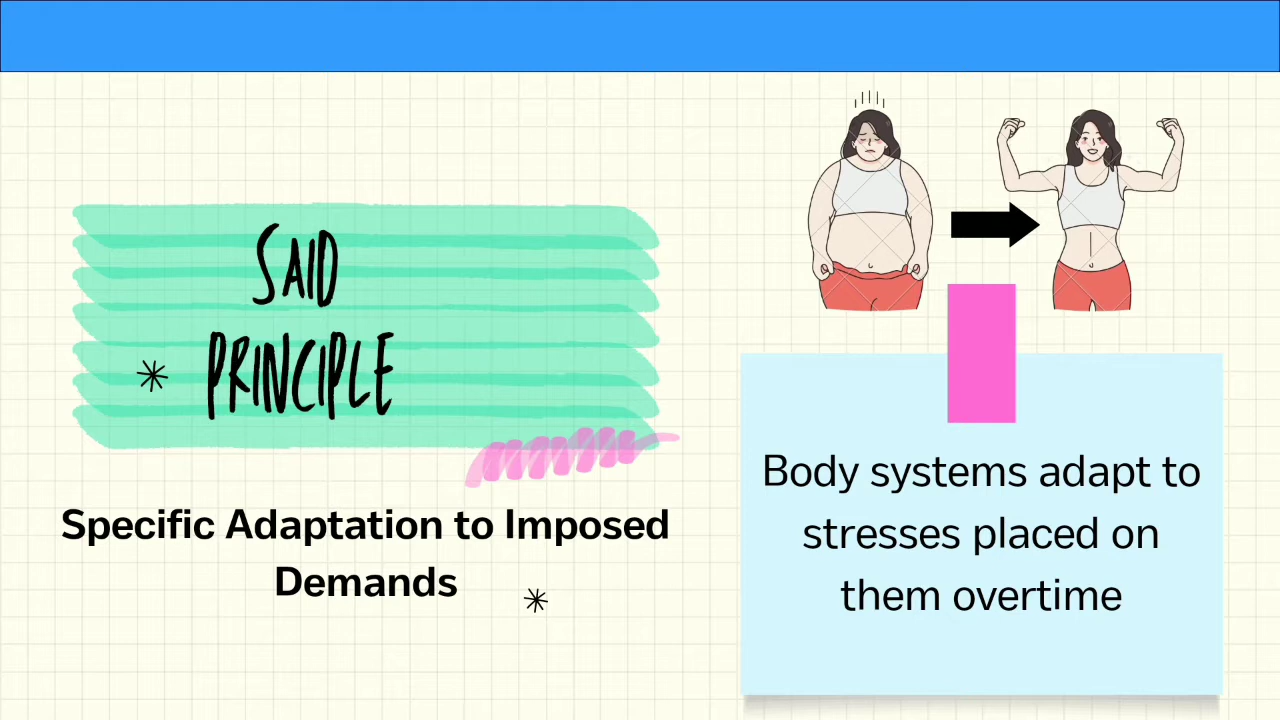 SAID
PRINCIPLE
Specific Adaptation to Imposed
Demands
Body systems adapt to
stresses placed on
them overtime